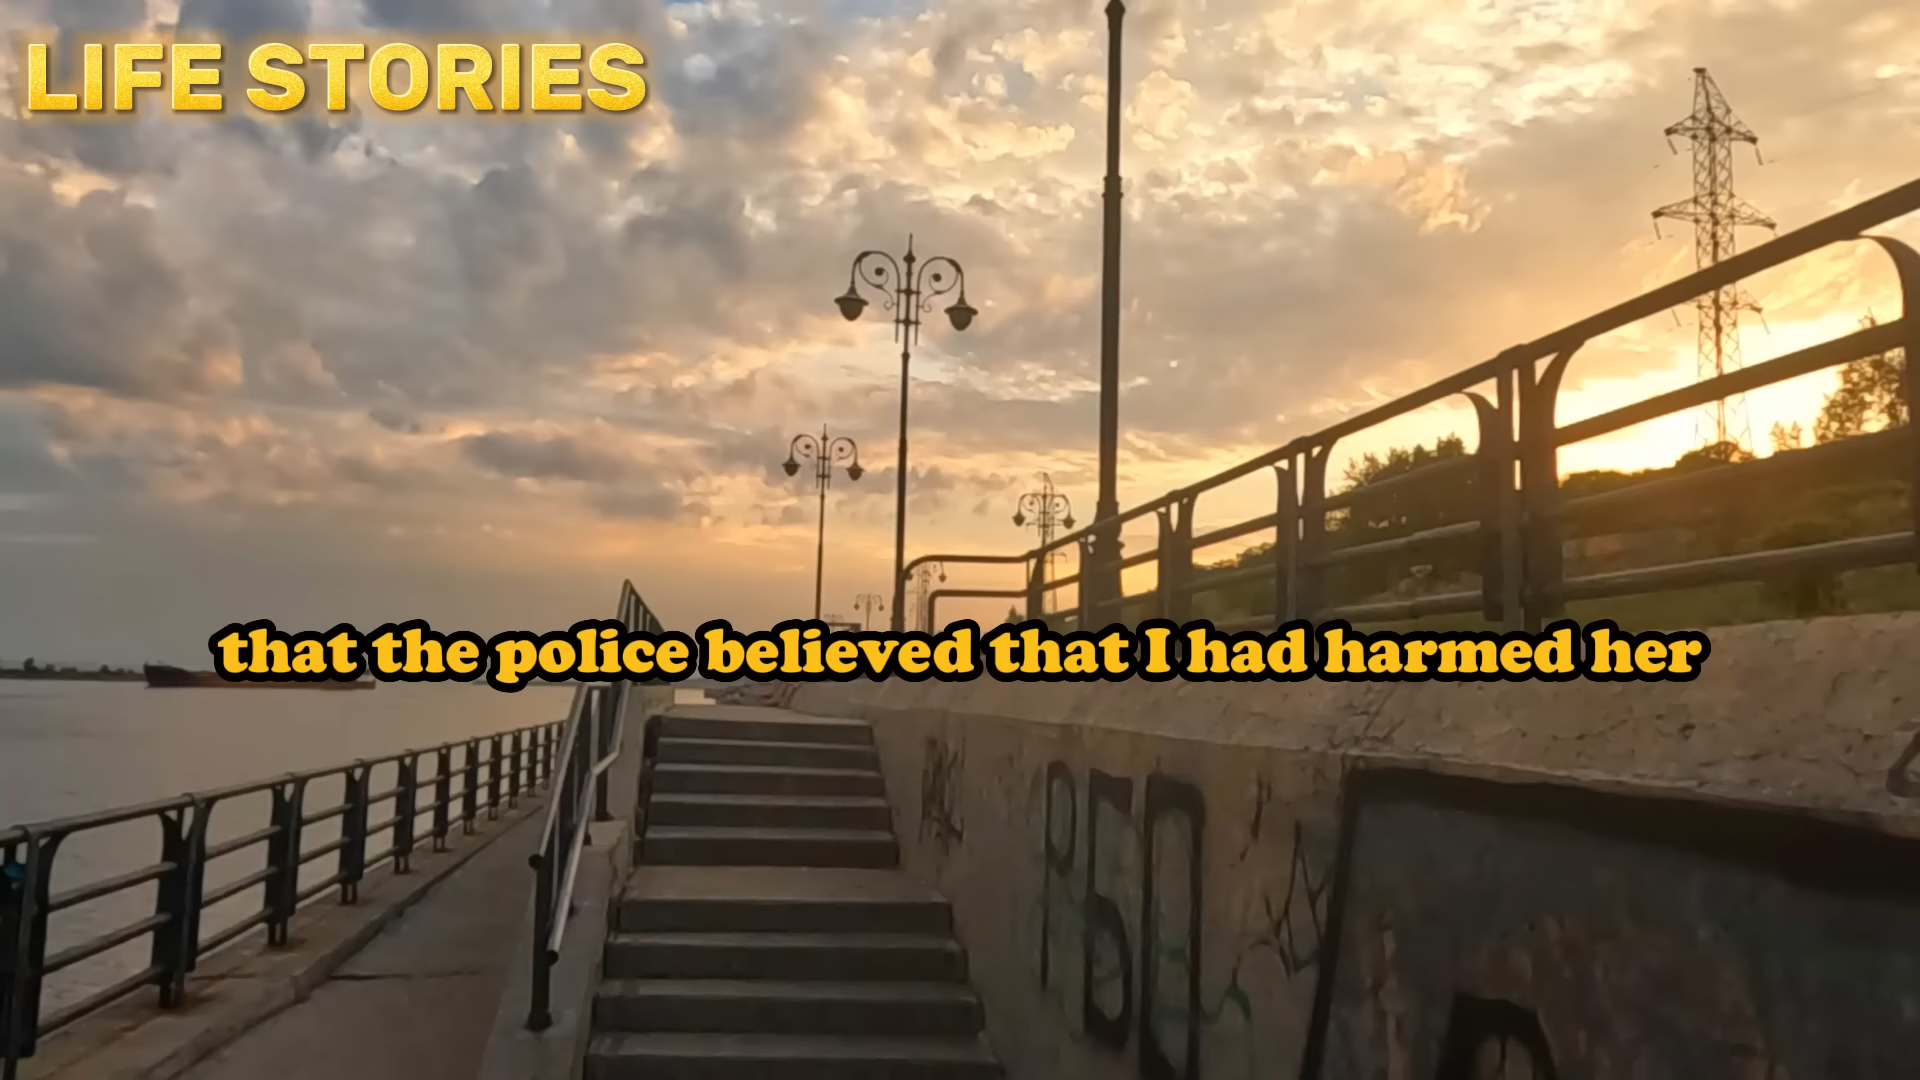 LIFE STORIES
that the police believed that I had harmed her